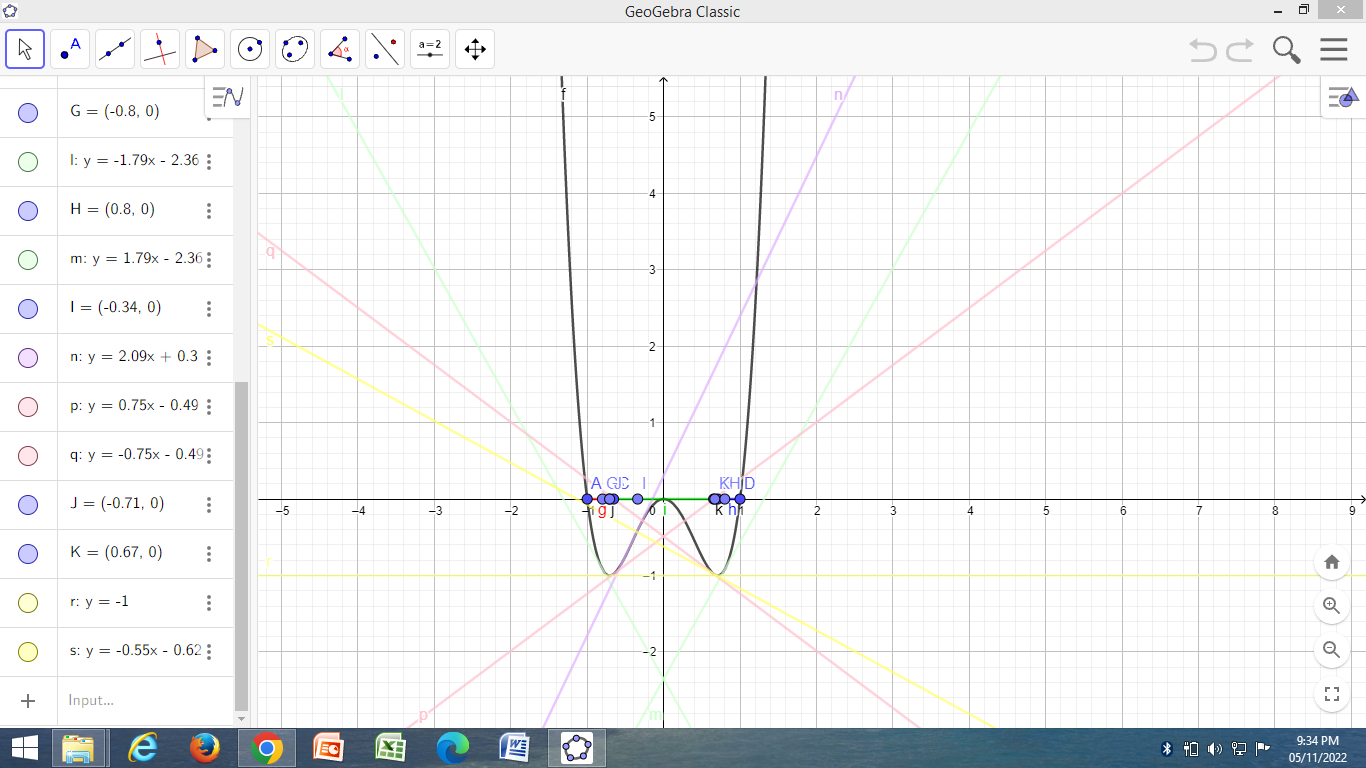 GeoGebra Classic
A
α
a=2
G = (-0.8, 0)
l: y = -1.79x - 2.36
H = (0.8, 0)
m: y = 1.79x - 2.36
I = (-0.34, 0)
n: y = 2.09x + 0.3
p: y = 0.75x - 0.49
q: y = -0.75x - 0.49
J = (-0.71, 0)
K = (0.67, 0)
r: y = -1
s: y = -0.55x - 0.62
Input...
f
l
n
5
4
3
q
2
s
1
A G J C I K H D
-5 -4 -3 -2 -1 0 1 2 3 4 5 6 7 8 9
g j i k h
r
-1
-2
p
m
9:34 PM
05/11/2022